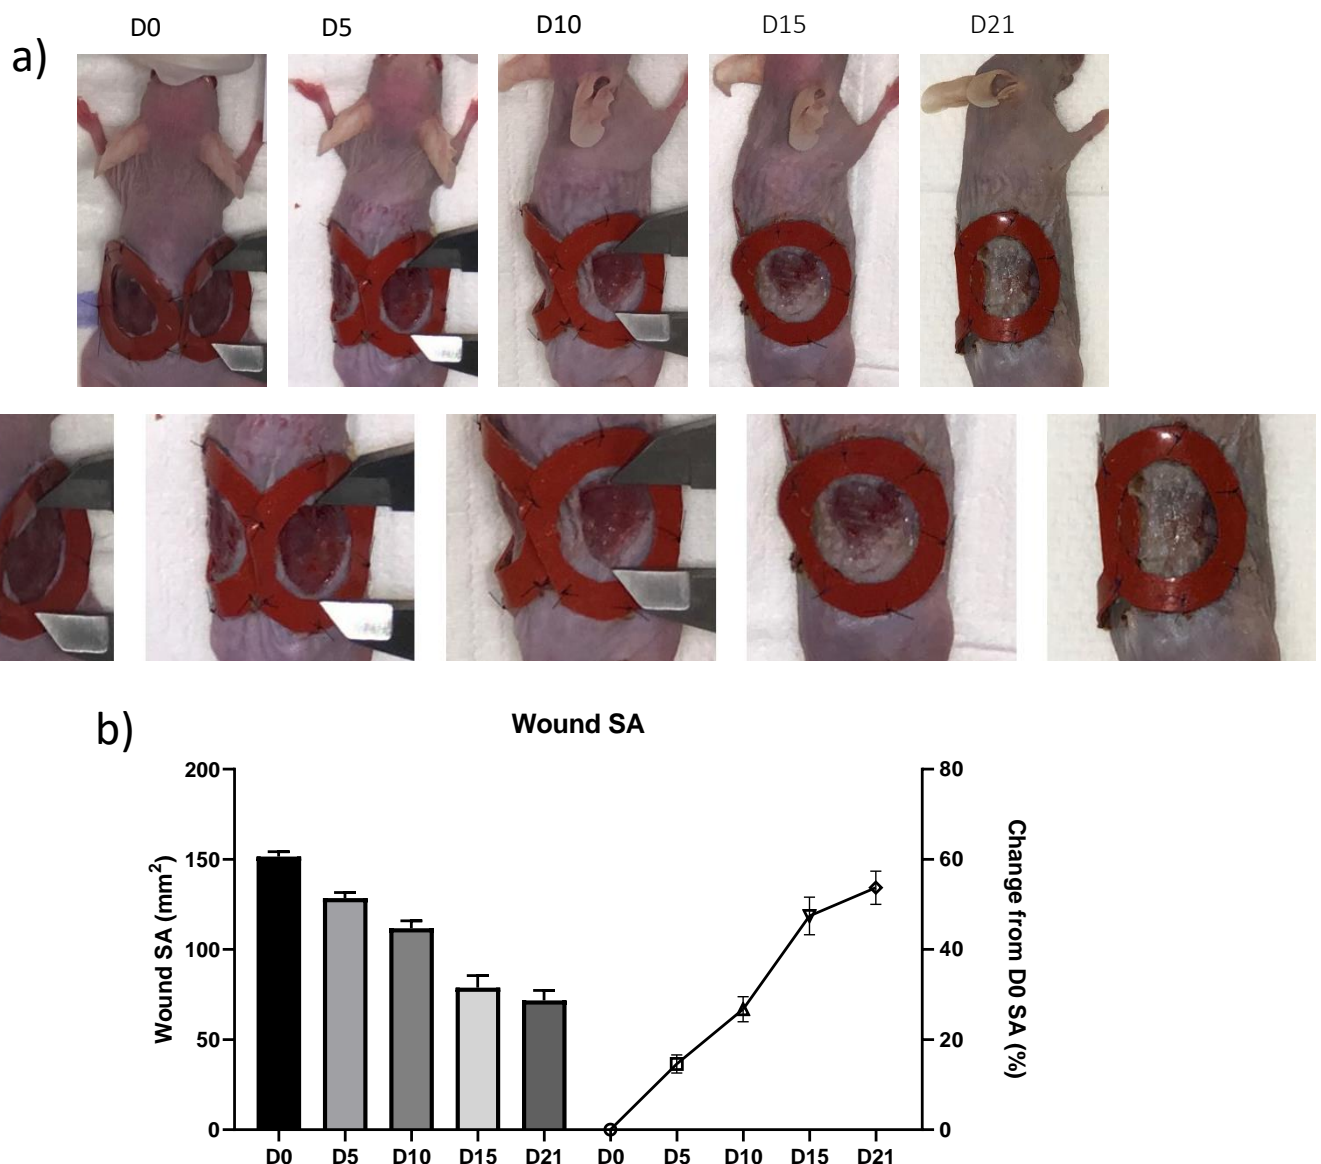 D0 D5 D10 D15 D21
a)
b)
Wound SA
Wound SA (mm²)
200
150
100
50
0
80
60
40
20
0
Change from D0 SA (%)
D0 D5 D10 D15 D21 D0 D5 D10 D15 D21